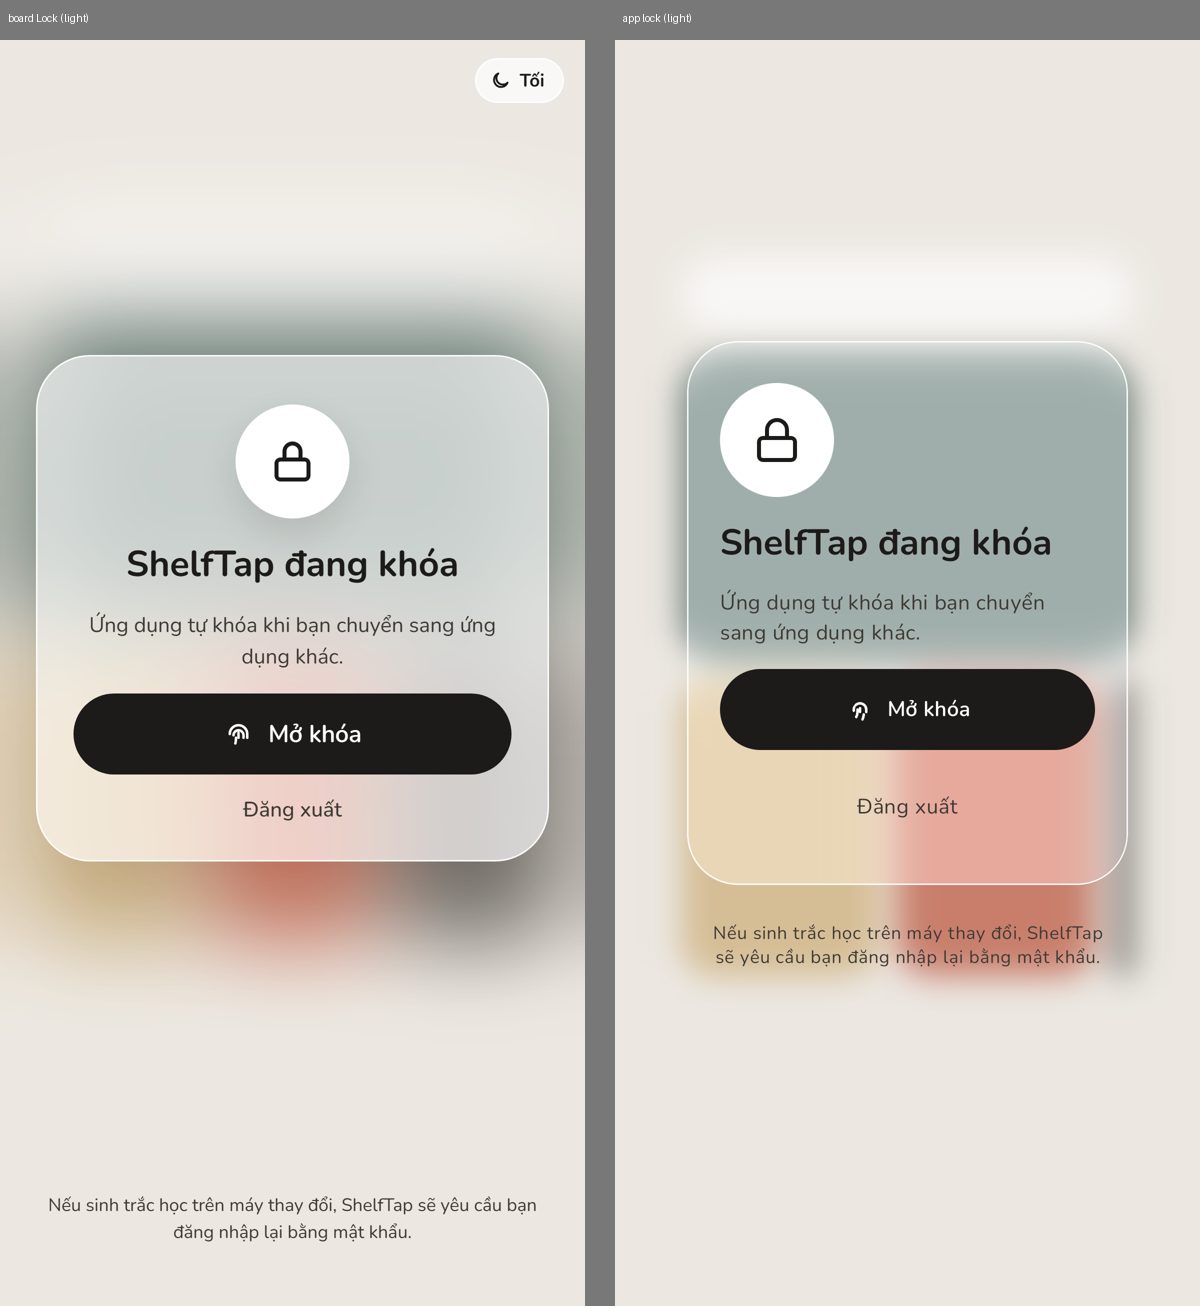 board Lock (light)
Tối
ShelfTap đang khóa
Ứng dụng tự khóa khi bạn chuyển sang ứng
dụng khác.
Mở khóa
Đăng xuất
Nếu sinh trắc học trên máy thay đổi, ShelfTap sẽ yêu cầu bạn
đăng nhập lại bằng mật khẩu.
app lock (light)
ShelfTap đang khóa
Ứng dụng tự khóa khi bạn chuyển
sang ứng dụng khác.
Mở khóa
Đăng xuất
Nếu sinh trắc học trên máy thay đổi, ShelfTap
sẽ yêu cầu bạn đăng nhập lại bằng mật khẩu.